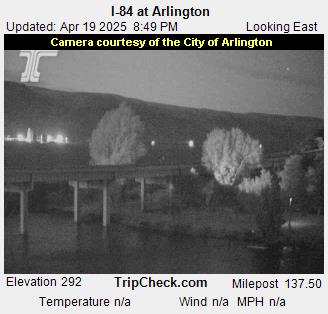 I-84 at Arlington
Updated: Apr 19 2025 8:49 PM Looking East
Camera courtesy of the City of Arlington
Elevation 292 TripCheck.com Milepost 137.50
Temperature n/a Wind n/a MPH n/a